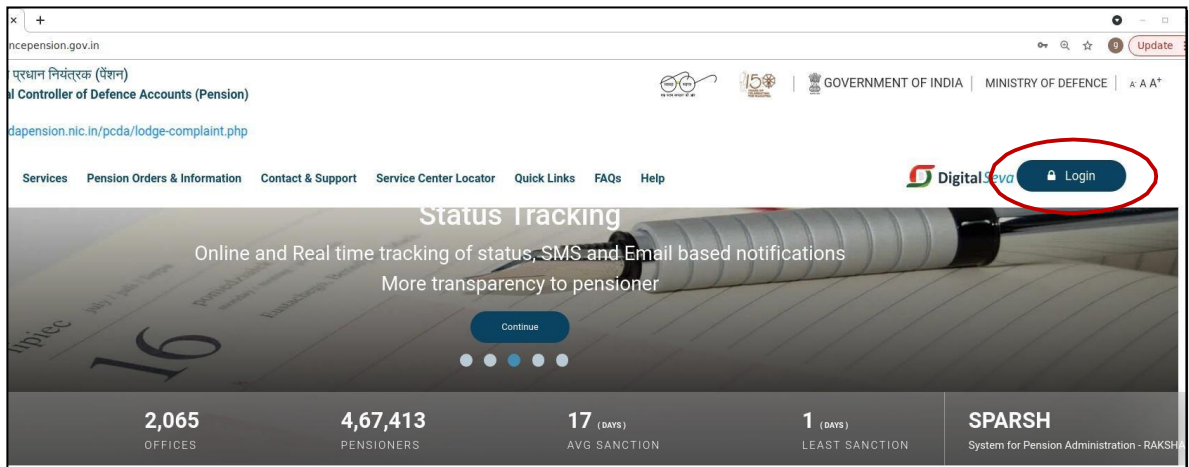 ncepension.gov.in
Update
प्रधान नियंत्रक (पेंशन)
al Controller of Defence Accounts (Pension)
GOVERNMENT OF INDIA | MINISTRY OF DEFENCE | A- A A+
dapension.nic.in/pcda/lodge-complaint.php
Services Pension Orders & Information Contact & Support Service Center Locator Quick Links FAQs Help
Digital Seva
Login
Status Tracking
Online and Real time tracking of status, SMS and Email based notifications
More transparency to pensioner
Continue
16
2,065
OFFICES
4,67,413
PENSIONERS
17 (DAYS)
AVG SANCTION
1 (DAYS)
LEAST SANCTION
SPARSH
System for Pension Administration - RAKSHA